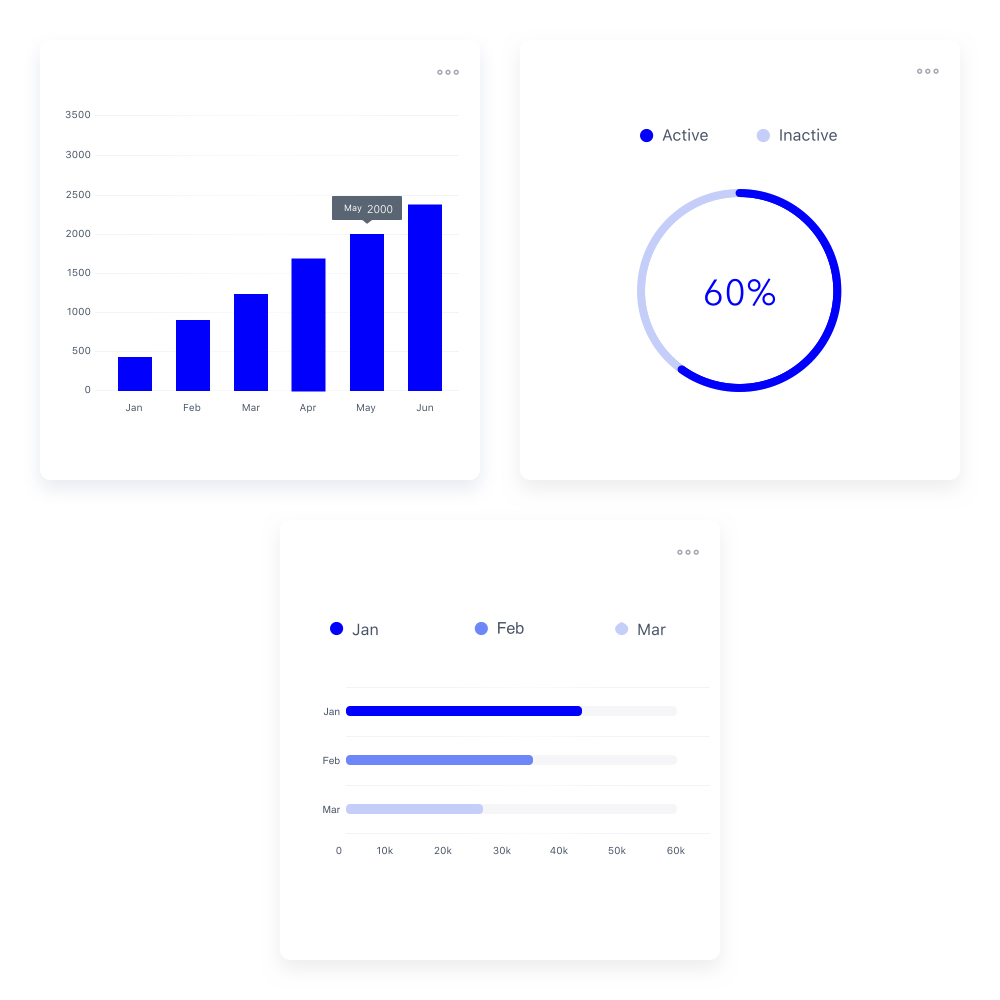 3500
3000
2500
May 2000
2000
1500
1000
500
0
Jan Feb Mar Apr May Jun
Active Inactive
60%
Jan Feb Mar
Jan
Feb
Mar
0 10k 20k 30k 40k 50k 60k